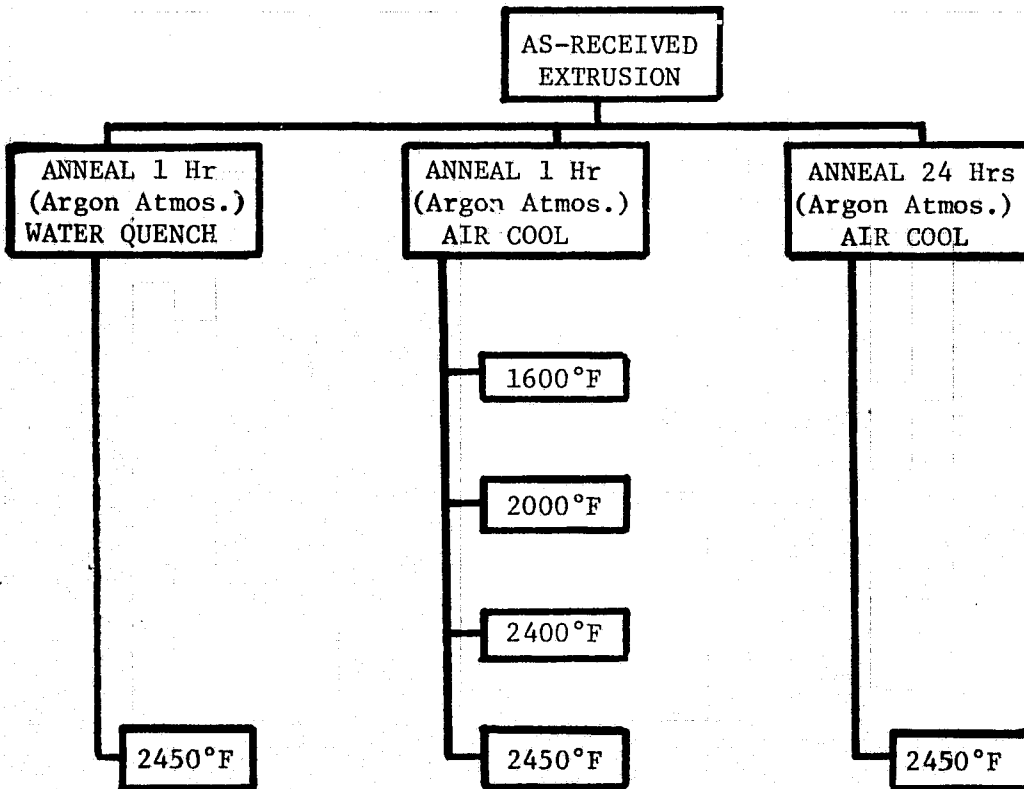 AS-RECEIVED
EXTRUSION
ANNEAL 1 Hr
(Argon Atmos.)
WATER QUENCH
ANNEAL 1 Hr
(Argon Atmos.)
AIR COOL
ANNEAL 24 Hrs
(Argon Atmos.)
AIR COOL
1600°F
2000°F
2400°F
2450°F
2450°F
2450°F